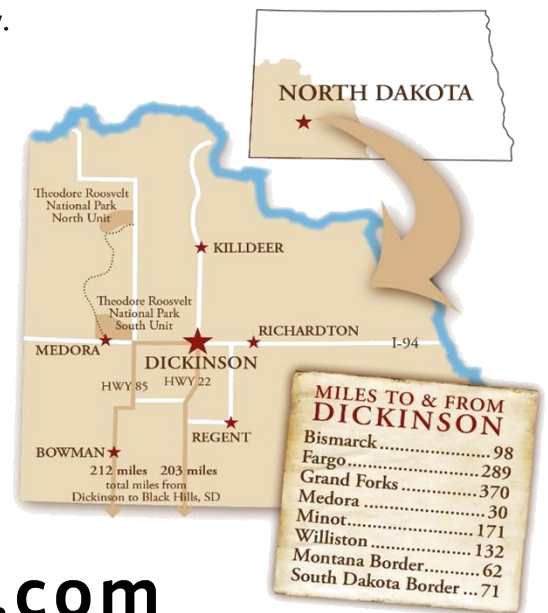 .
NORTH DAKOTA
Theodore Roosvelt
National Park
North Unit
KILLDEER
Theodore Roosvelt
National Park
South Unit
MEDORA
RICHARDTON
I-94
DICKINSON
HWY 85
HWY 22
REGENT
BOWMAN
212 miles 203 miles
total miles from
Dickinson to Black Hills, SD
MILES TO & FROM
DICKINSON
Bismarck...................98
Fargo........................289
Grand Forks............370
Medora......................30
Minot.......................171
Williston.................132
Montana Border..........62
South Dakota Border ...71
.com